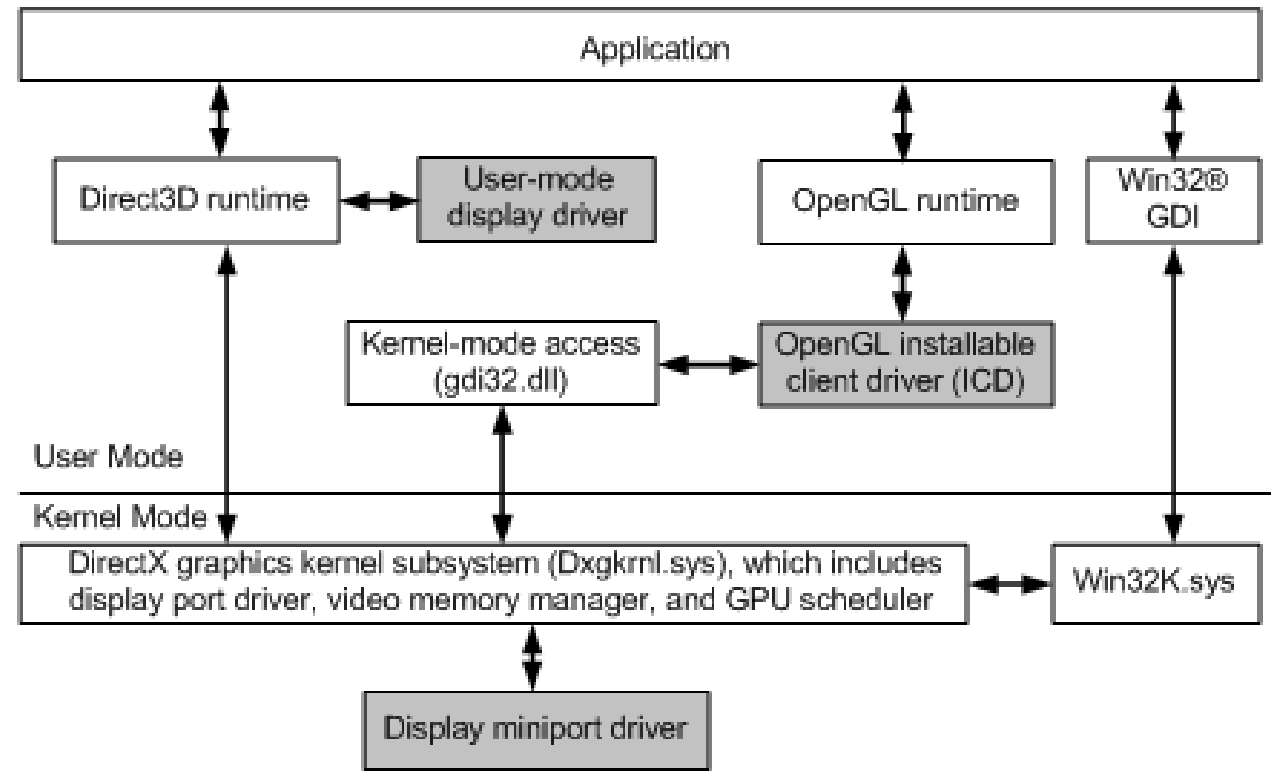 Application
Direct3D runtime
User-mode
display driver
OpenGL runtime
Win32®
GDI
Kernel-mode access
(gdi32.dll)
OpenGL installable
client driver (ICD)
User Mode
Kernel Mode
DirectX graphics kernel subsystem (Dxgkrnl.sys), which includes
display port driver, video memory manager, and GPU scheduler
Win32K.sys
Display miniport driver